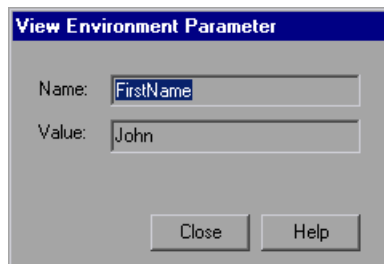 View Environment Parameter
Name: FirstName
Value: John
Close Help